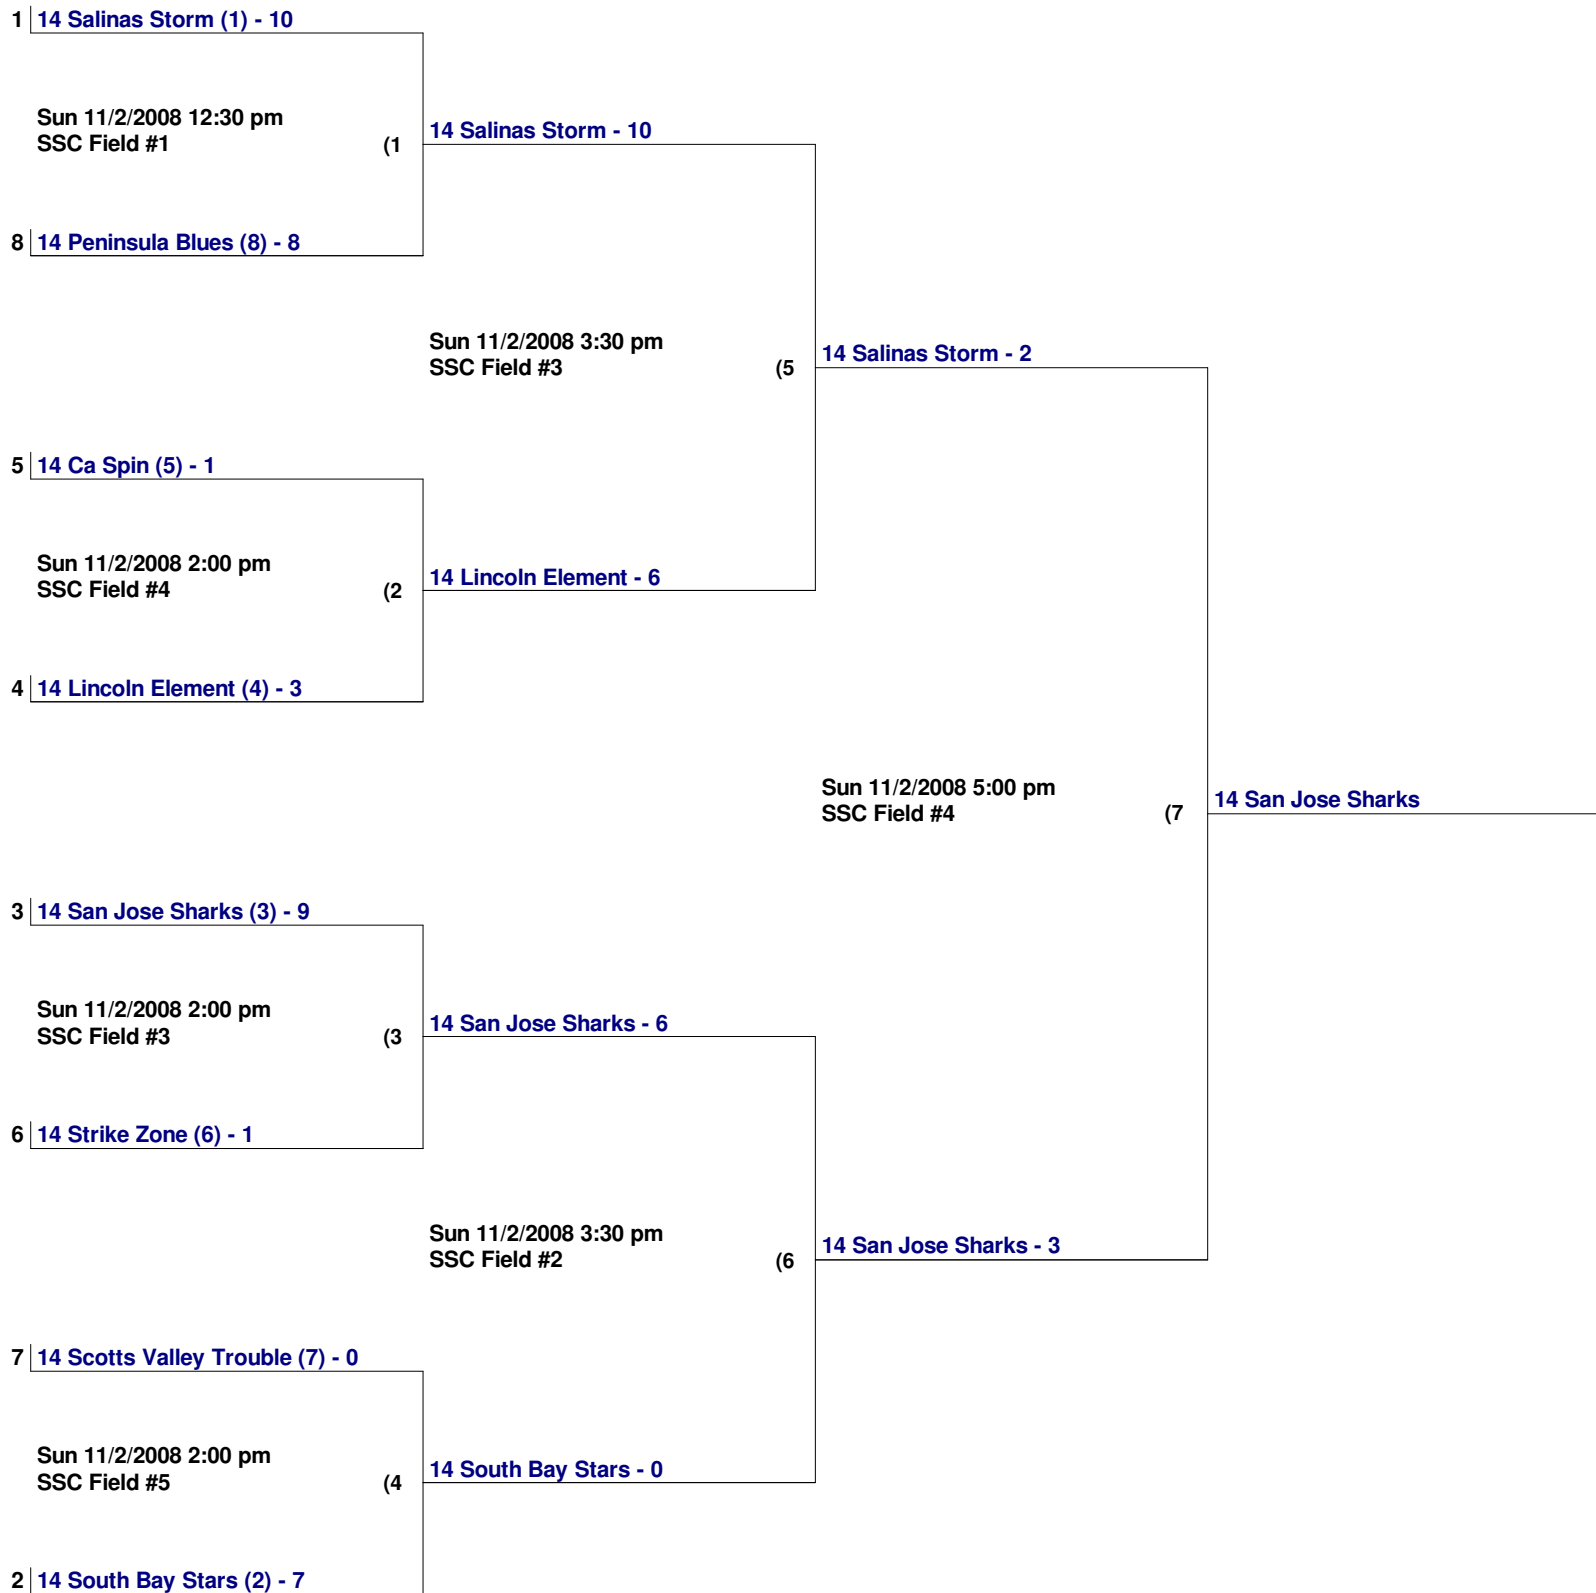 1 14 Salinas Storm (1) - 10
Sun 11/2/2008 12:30 pm
SSC Field #1 (1
14 Salinas Storm - 10
8 14 Peninsula Blues (8) - 8
Sun 11/2/2008 3:30 pm
SSC Field #3 (5
14 Salinas Storm - 2
5 14 Ca Spin (5) - 1
Sun 11/2/2008 2:00 pm
SSC Field #4 (2
14 Lincoln Element - 6
4 14 Lincoln Element (4) - 3
Sun 11/2/2008 5:00 pm
SSC Field #4 (7
14 San Jose Sharks
3 14 San Jose Sharks (3) - 9
Sun 11/2/2008 2:00 pm
SSC Field #3 (3
14 San Jose Sharks - 6
6 14 Strike Zone (6) - 1
Sun 11/2/2008 3:30 pm
SSC Field #2 (6
14 San Jose Sharks - 3
7 14 Scotts Valley Trouble (7) - 0
Sun 11/2/2008 2:00 pm
SSC Field #5 (4
14 South Bay Stars - 0
2 14 South Bay Stars (2) - 7